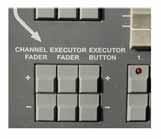 CHANNEL EXECUTOR EXECUTOR 1.
FADER FADER BUTTON
+ +
- -